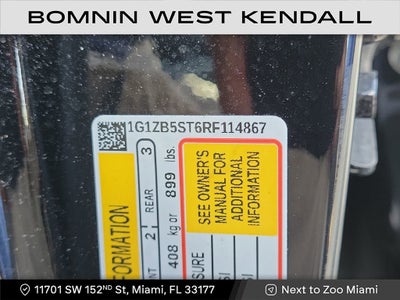 BOMNIN WEST KENDALL
1G1ZB5ST6RF114867
SEE OWNER'S
MANUAL FOR
ADDITIONAL
INFORMATION
REAR 3
2
408 kg or 899 lbs.
11701 SW 152ND St, Miami, FL 33177
Next to Zoo Miami